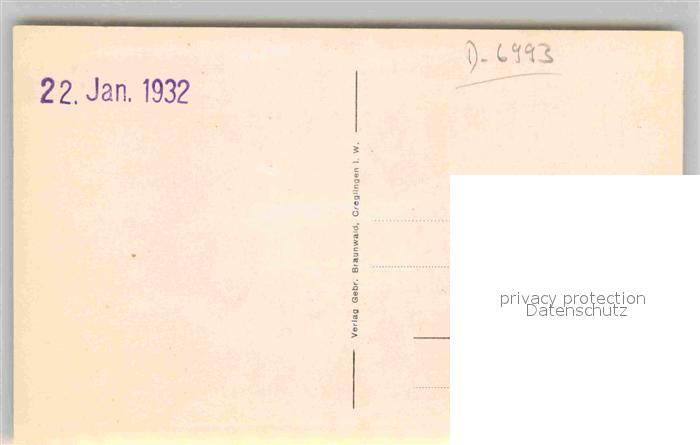 22. Jan. 1932
D-6993
Verlag Gebr. Braunwald, Creglingen i. W.
privacy protection
Datenschutz